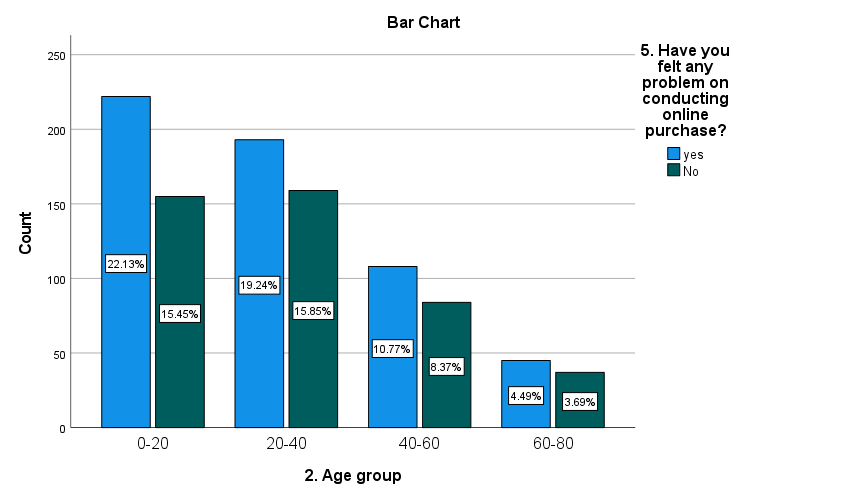 Bar Chart
250
200
150
100
50
0
Count
22.13%
15.45%
19.24%
15.85%
10.77%
8.37%
4.49%
3.69%
0-20
20-40
40-60
60-80
2. Age group
5. Have you
felt any
problem on
conducting
online
purchase?
yes
No